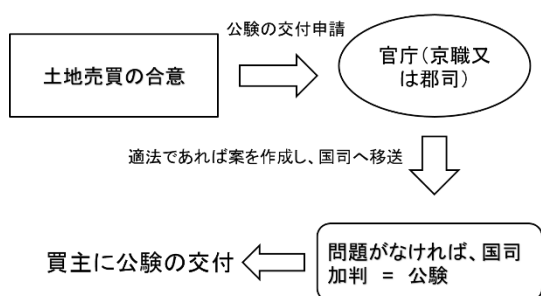 公験の交付申請
土地売買の合意
官庁（京職又
は郡司）
適法であれば案を作成し、国司へ移送
買主に公験の交付
問題がなければ、国司
加判 = 公験